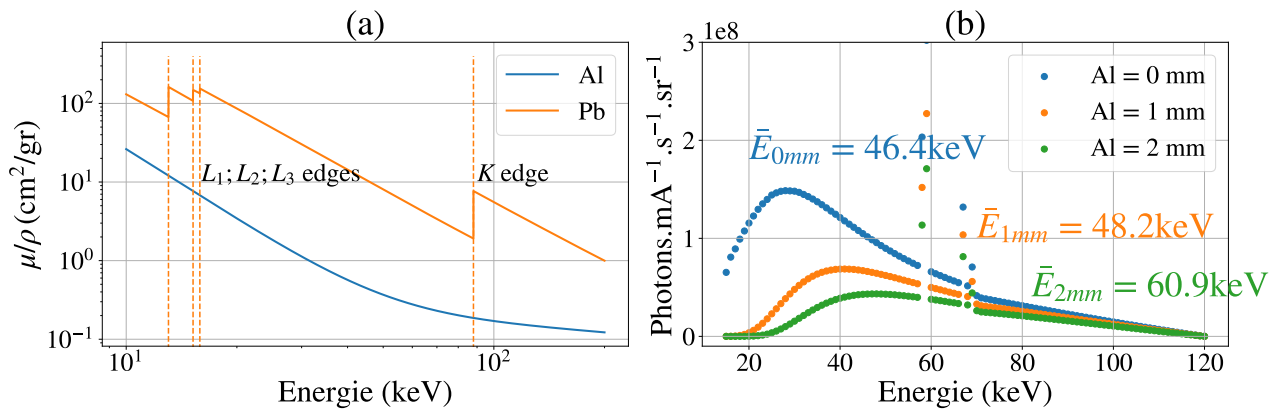 (a)
μ/ρ (cm²/gr)
10²
10¹
10⁰
10⁻¹
Al
Pb
L₁; L₂; L₃ edges
K edge
10¹
10²
Energie (keV)
(b)
1e8
Photons.mA⁻¹.s⁻¹.sr⁻¹
3
2
1
0
Al = 0 mm
Al = 1 mm
Al = 2 mm
Ē₀ₘₘ = 46.4keV
Ē₁ₘₘ = 48.2keV
Ē₂ₘₘ = 60.9keV
20 40 60 80 100 120
Energie (keV)